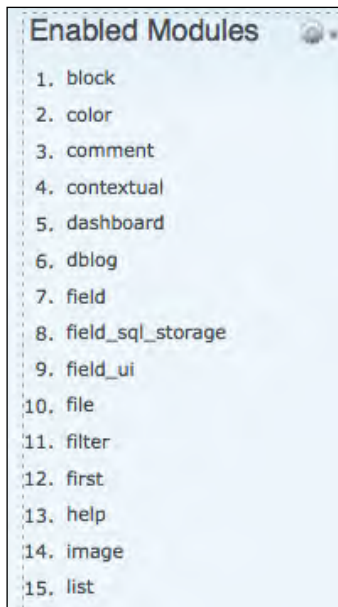 Enabled Modules
1. block
2. color
3. comment
4. contextual
5. dashboard
6. dblog
7. field
8. field_sql_storage
9. field_ui
10. file
11. filter
12. first
13. help
14. image
15. list